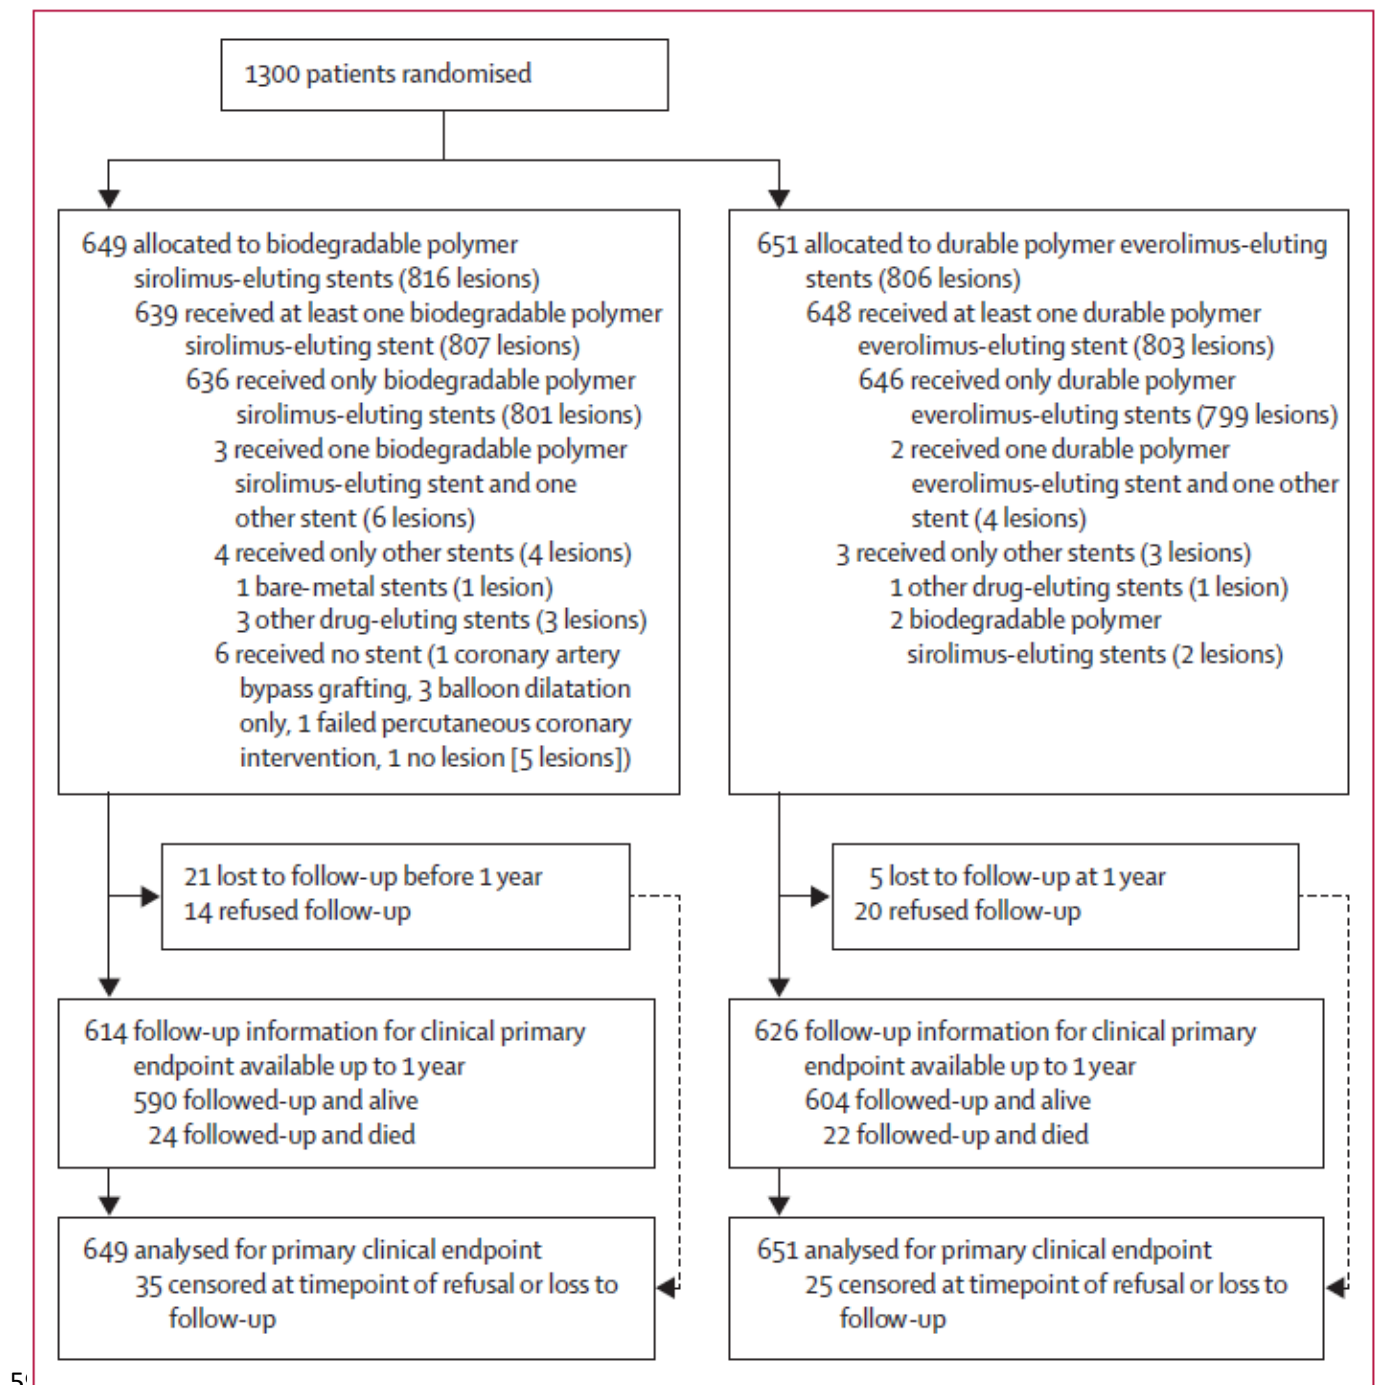 1300 patients randomised
649 allocated to biodegradable polymer
sirolimus-eluting stents (816 lesions)
639 received at least one biodegradable polymer
sirolimus-eluting stent (807 lesions)
636 received only biodegradable polymer
sirolimus-eluting stents (801 lesions)
3 received one biodegradable polymer
sirolimus-eluting stent and one
other stent (6 lesions)
4 received only other stents (4 lesions)
1 bare-metal stents (1 lesion)
3 other drug-eluting stents (3 lesions)
6 received no stent (1 coronary artery
bypass grafting, 3 balloon dilatation
only, 1 failed percutaneous coronary
intervention, 1 no lesion [5 lesions])
651 allocated to durable polymer everolimus-eluting
stents (806 lesions)
648 received at least one durable polymer
everolimus-eluting stent (803 lesions)
646 received only durable polymer
everolimus-eluting stents (799 lesions)
2 received one durable polymer
everolimus-eluting stent and one other
stent (4 lesions)
3 received only other stents (3 lesions)
1 other drug-eluting stents (1 lesion)
2 biodegradable polymer
sirolimus-eluting stents (2 lesions)
21 lost to follow-up before 1 year
14 refused follow-up
5 lost to follow-up at 1 year
20 refused follow-up
614 follow-up information for clinical primary
endpoint available up to 1 year
590 followed-up and alive
24 followed-up and died
626 follow-up information for clinical primary
endpoint available up to 1 year
604 followed-up and alive
22 followed-up and died
649 analysed for primary clinical endpoint
35 censored at timepoint of refusal or loss to
follow-up
651 analysed for primary clinical endpoint
25 censored at timepoint of refusal or loss to
follow-up